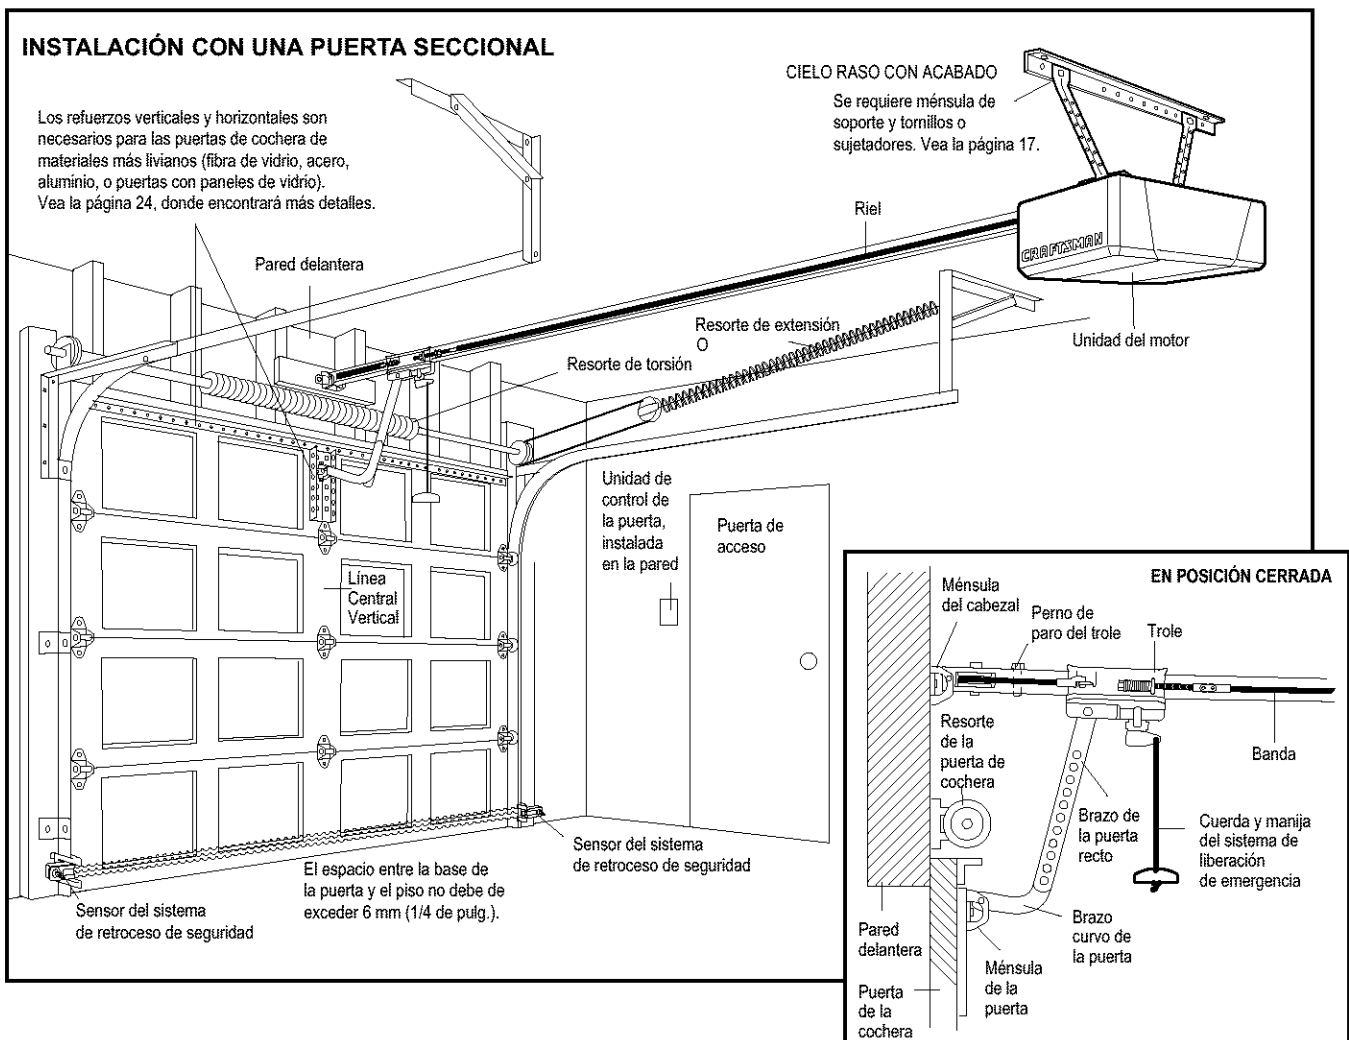 INSTALACIÓN CON UNA PUERTA SECCIONAL
Los refuerzos verticales y horizontales son
necesarios para las puertas de cochera de
materiales más livianos (fibra de vidrio, acero,
aluminio, o puertas con paneles de vidrio).
Vea la página 24, donde encontrará más detalles.
CIELO RASO CON ACABADO
Se requiere ménsula de
soporte y tornillos o
sujetadores. Vea la página 17.
Riel
CRAFTSMAN
Pared delantera
Resorte de extensión
O
Unidad del motor
Resorte de torsión
Unidad de
control de
la puerta,
instalada
en la pared
Puerta de
acceso
Línea
Central
Vertical
Sensor del sistema
de retroceso de seguridad
El espacio entre la base de
la puerta y el piso no debe de
exceder 6 mm (1/4 de pulg.).
Sensor del sistema
de retroceso de seguridad
EN POSICIÓN CERRADA
Ménsula
del cabezal
Perno de
paro del trole
Trole
Resorte
de la
puerta de
cochera
Banda
Brazo de
la puerta
recto
Cuerda y manija
del sistema de
liberación
de emergencia
Brazo
curvo de
la puerta
Pared
delantera
Ménsula
de la
puerta
Puerta
de la
cochera